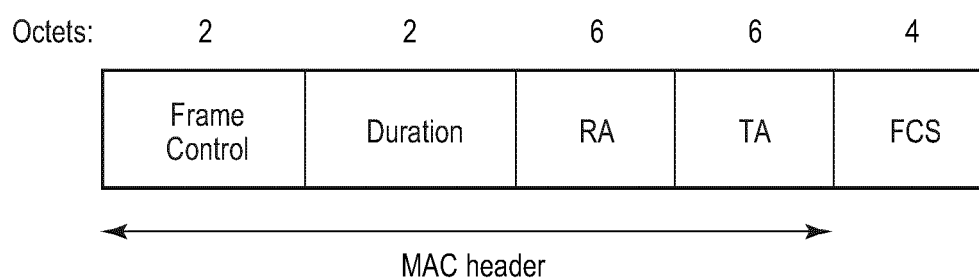 Octets: 2 2 6 6 4
Frame
Control Duration RA TA FCS
MAC header